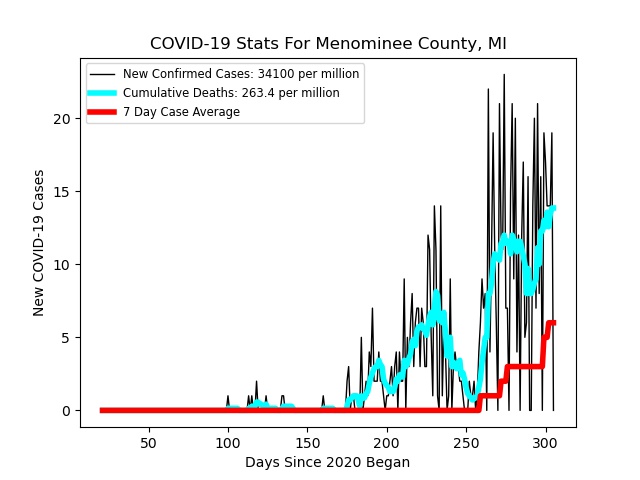 COVID-19 Stats For Menominee County, MI
New Confirmed Cases: 34100 per million
Cumulative Deaths: 263.4 per million
7 Day Case Average
New COVID-19 Cases
20
15
10
5
0
50 100 150 200 250 300
Days Since 2020 Began